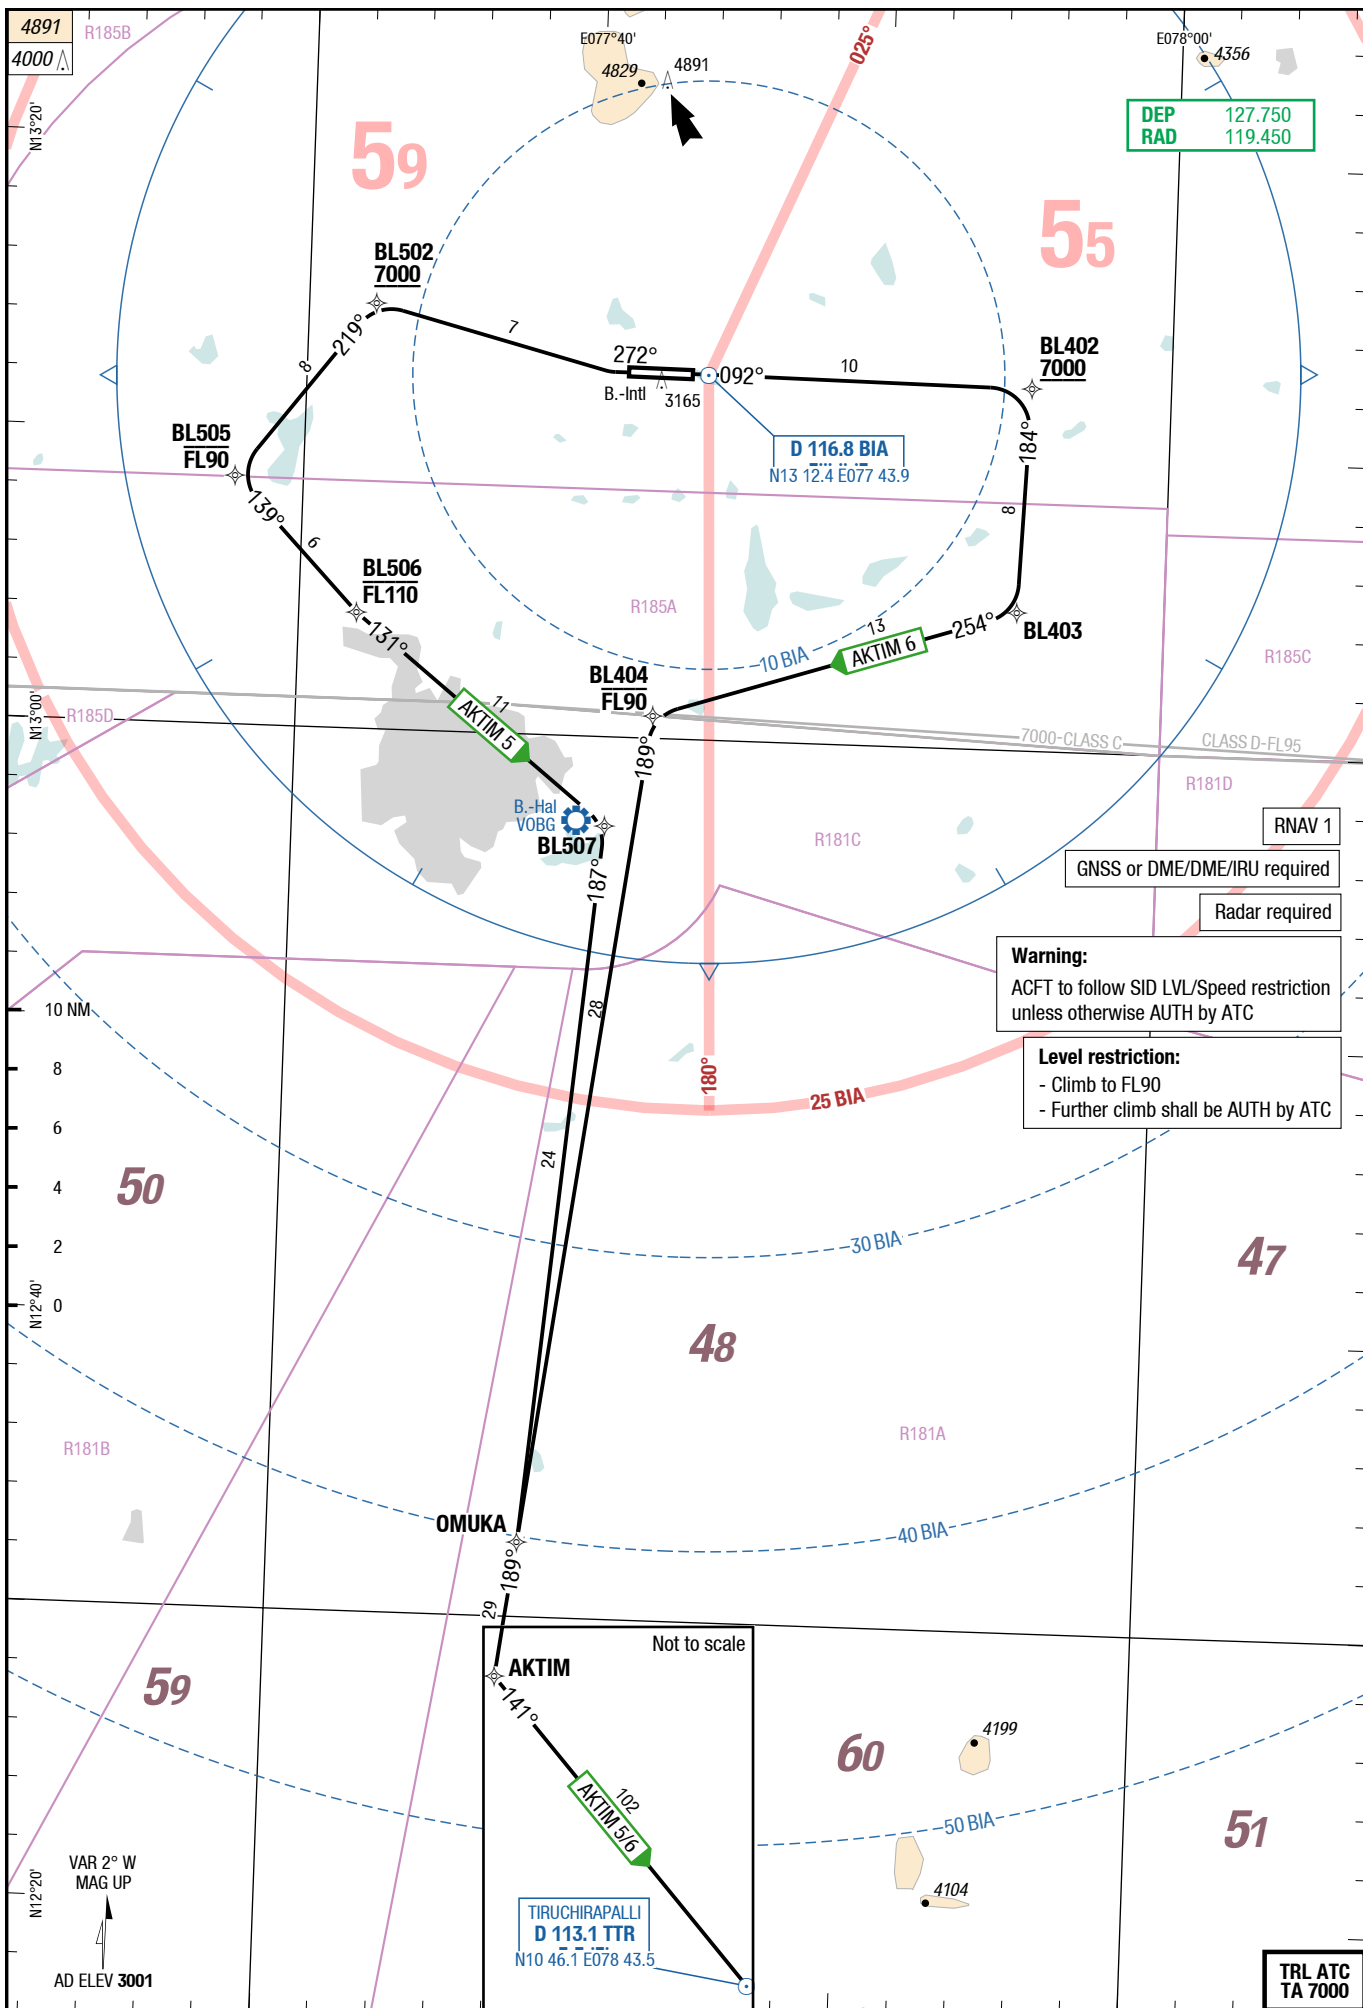 4891
4000
R185B
E077°40'
4829
4891
025°
E078°00'
4356
DEP 127.750
RAD 119.450
N13°20'
59
55
BL502
7000
219°
8
7
272°
092°
10
B.-Intl
3165
BL402
7000
184°
8
BL505
FL90
139°
6
D 116.8 BIA
N13 12.4 E077 43.9
BL506
FL110
131°
R185A
13
254°
BL403
AKTIM 6
10 BIA
R185C
BL404
FL90
N13°00'
R185D
11
AKTIM 5
189°
7000-CLASS C
CLASS D-FL95
R181D
B.-Hal
VOBG
BL507
187°
R181C
RNAV 1
GNSS or DME/DME/IRU required
Radar required
Warning:
ACFT to follow SID LVL/Speed restriction
unless otherwise AUTH by ATC
Level restriction:
- Climb to FL90
- Further climb shall be AUTH by ATC
10 NM
8
6
4
2
0
28
24
180°
25 BIA
50
30 BIA
47
N12°40'
48
R181B
R181A
OMUKA
40 BIA
189°
29
Not to scale
AKTIM
141°
59
60
4199
102
AKTIM 5/6
50 BIA
51
4104
VAR 2° W
MAG UP
N12°20'
AD ELEV 3001
TIRUCHIRAPALLI
D 113.1 TTR
N10 46.1 E078 43.5
TRL ATC
TA 7000